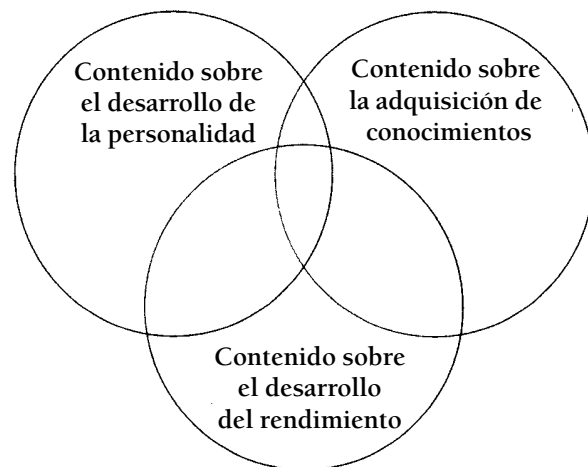 Contenido sobre
el desarrollo de
la personalidad
Contenido sobre
la adquisición de
conocimientos
Contenido sobre
el desarrollo
del rendimiento